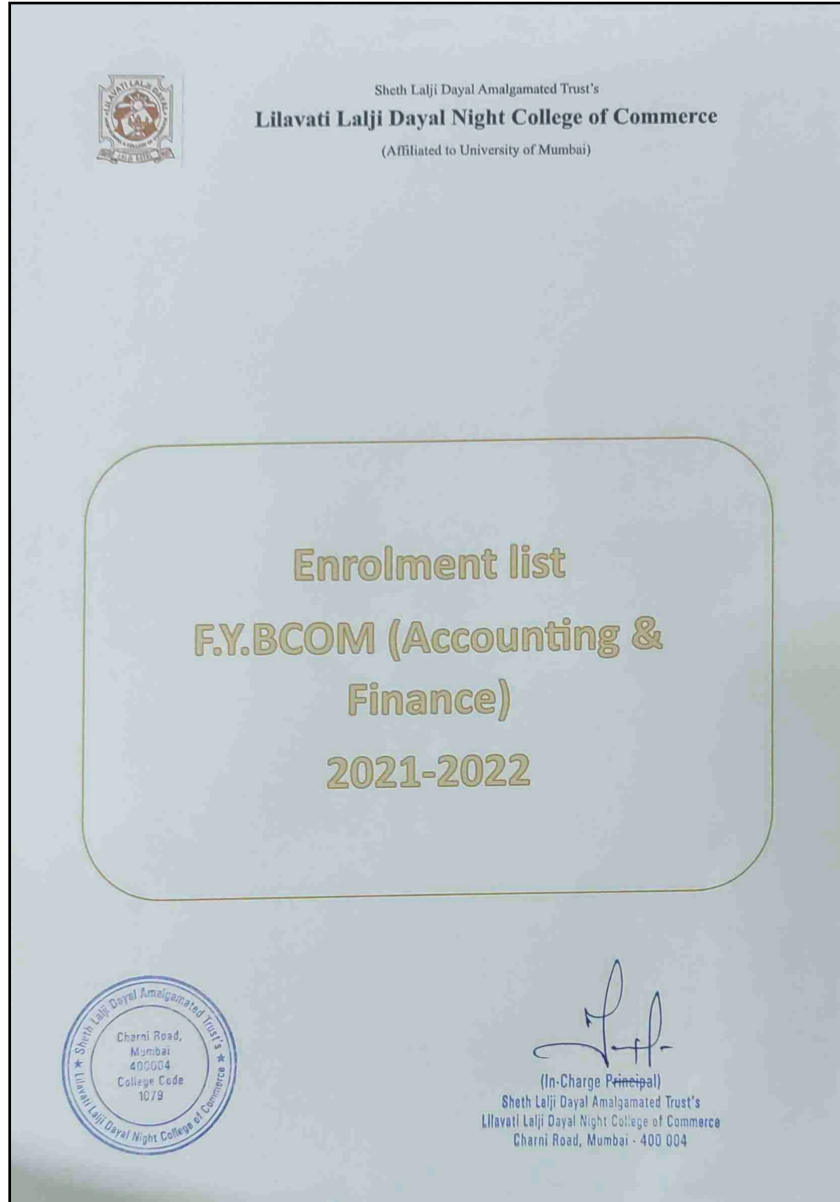 LILAVATI LALJI DAYAL
Sheth Lalji Dayal Amalgamated Trust's
Lilavati Lalji Dayal Night College of Commerce
(Affiliated to University of Mumbai)
Enrolment list
F.Y.BCOM (Accounting &
Finance)
2021-2022
★ Sheth Lalji Dayal Amalgamated Trust's ★
Lilavati Lalji Dayal Night College of Commerce
Charni Road,
Mumbai
400004
College Code
1079
(In-Charge Principal)
Sheth Lalji Dayal Amalgamated Trust's
Lilavati Lalji Dayal Night College of Commerce
Charni Road, Mumbai - 400 004